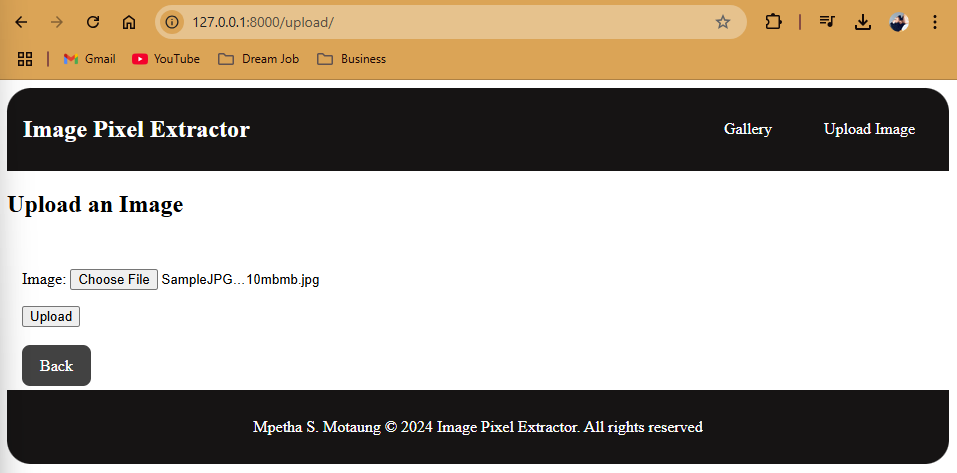 127.0.0.1:8000/upload/
Gmail YouTube Dream Job Business
Image Pixel Extractor Gallery Upload Image
Upload an Image
Image: Choose File SampleJPG...10mbmb.jpg
Upload
Back
Mpetha S. Motaung © 2024 Image Pixel Extractor. All rights reserved